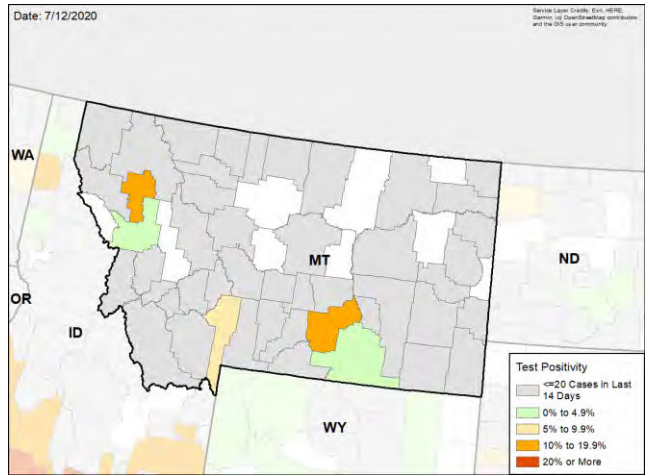 Date: 7/12/2020
Service Layer Credits: Esri, HERE,
Garmin, (c) OpenStreetMap contributors,
and the GIS user community
WA
MT
ND
OR
ID
WY
Test Positivity
<=20 Cases in Last
14 Days
0% to 4.9%
5% to 9.9%
10% to 19.9%
20% or More